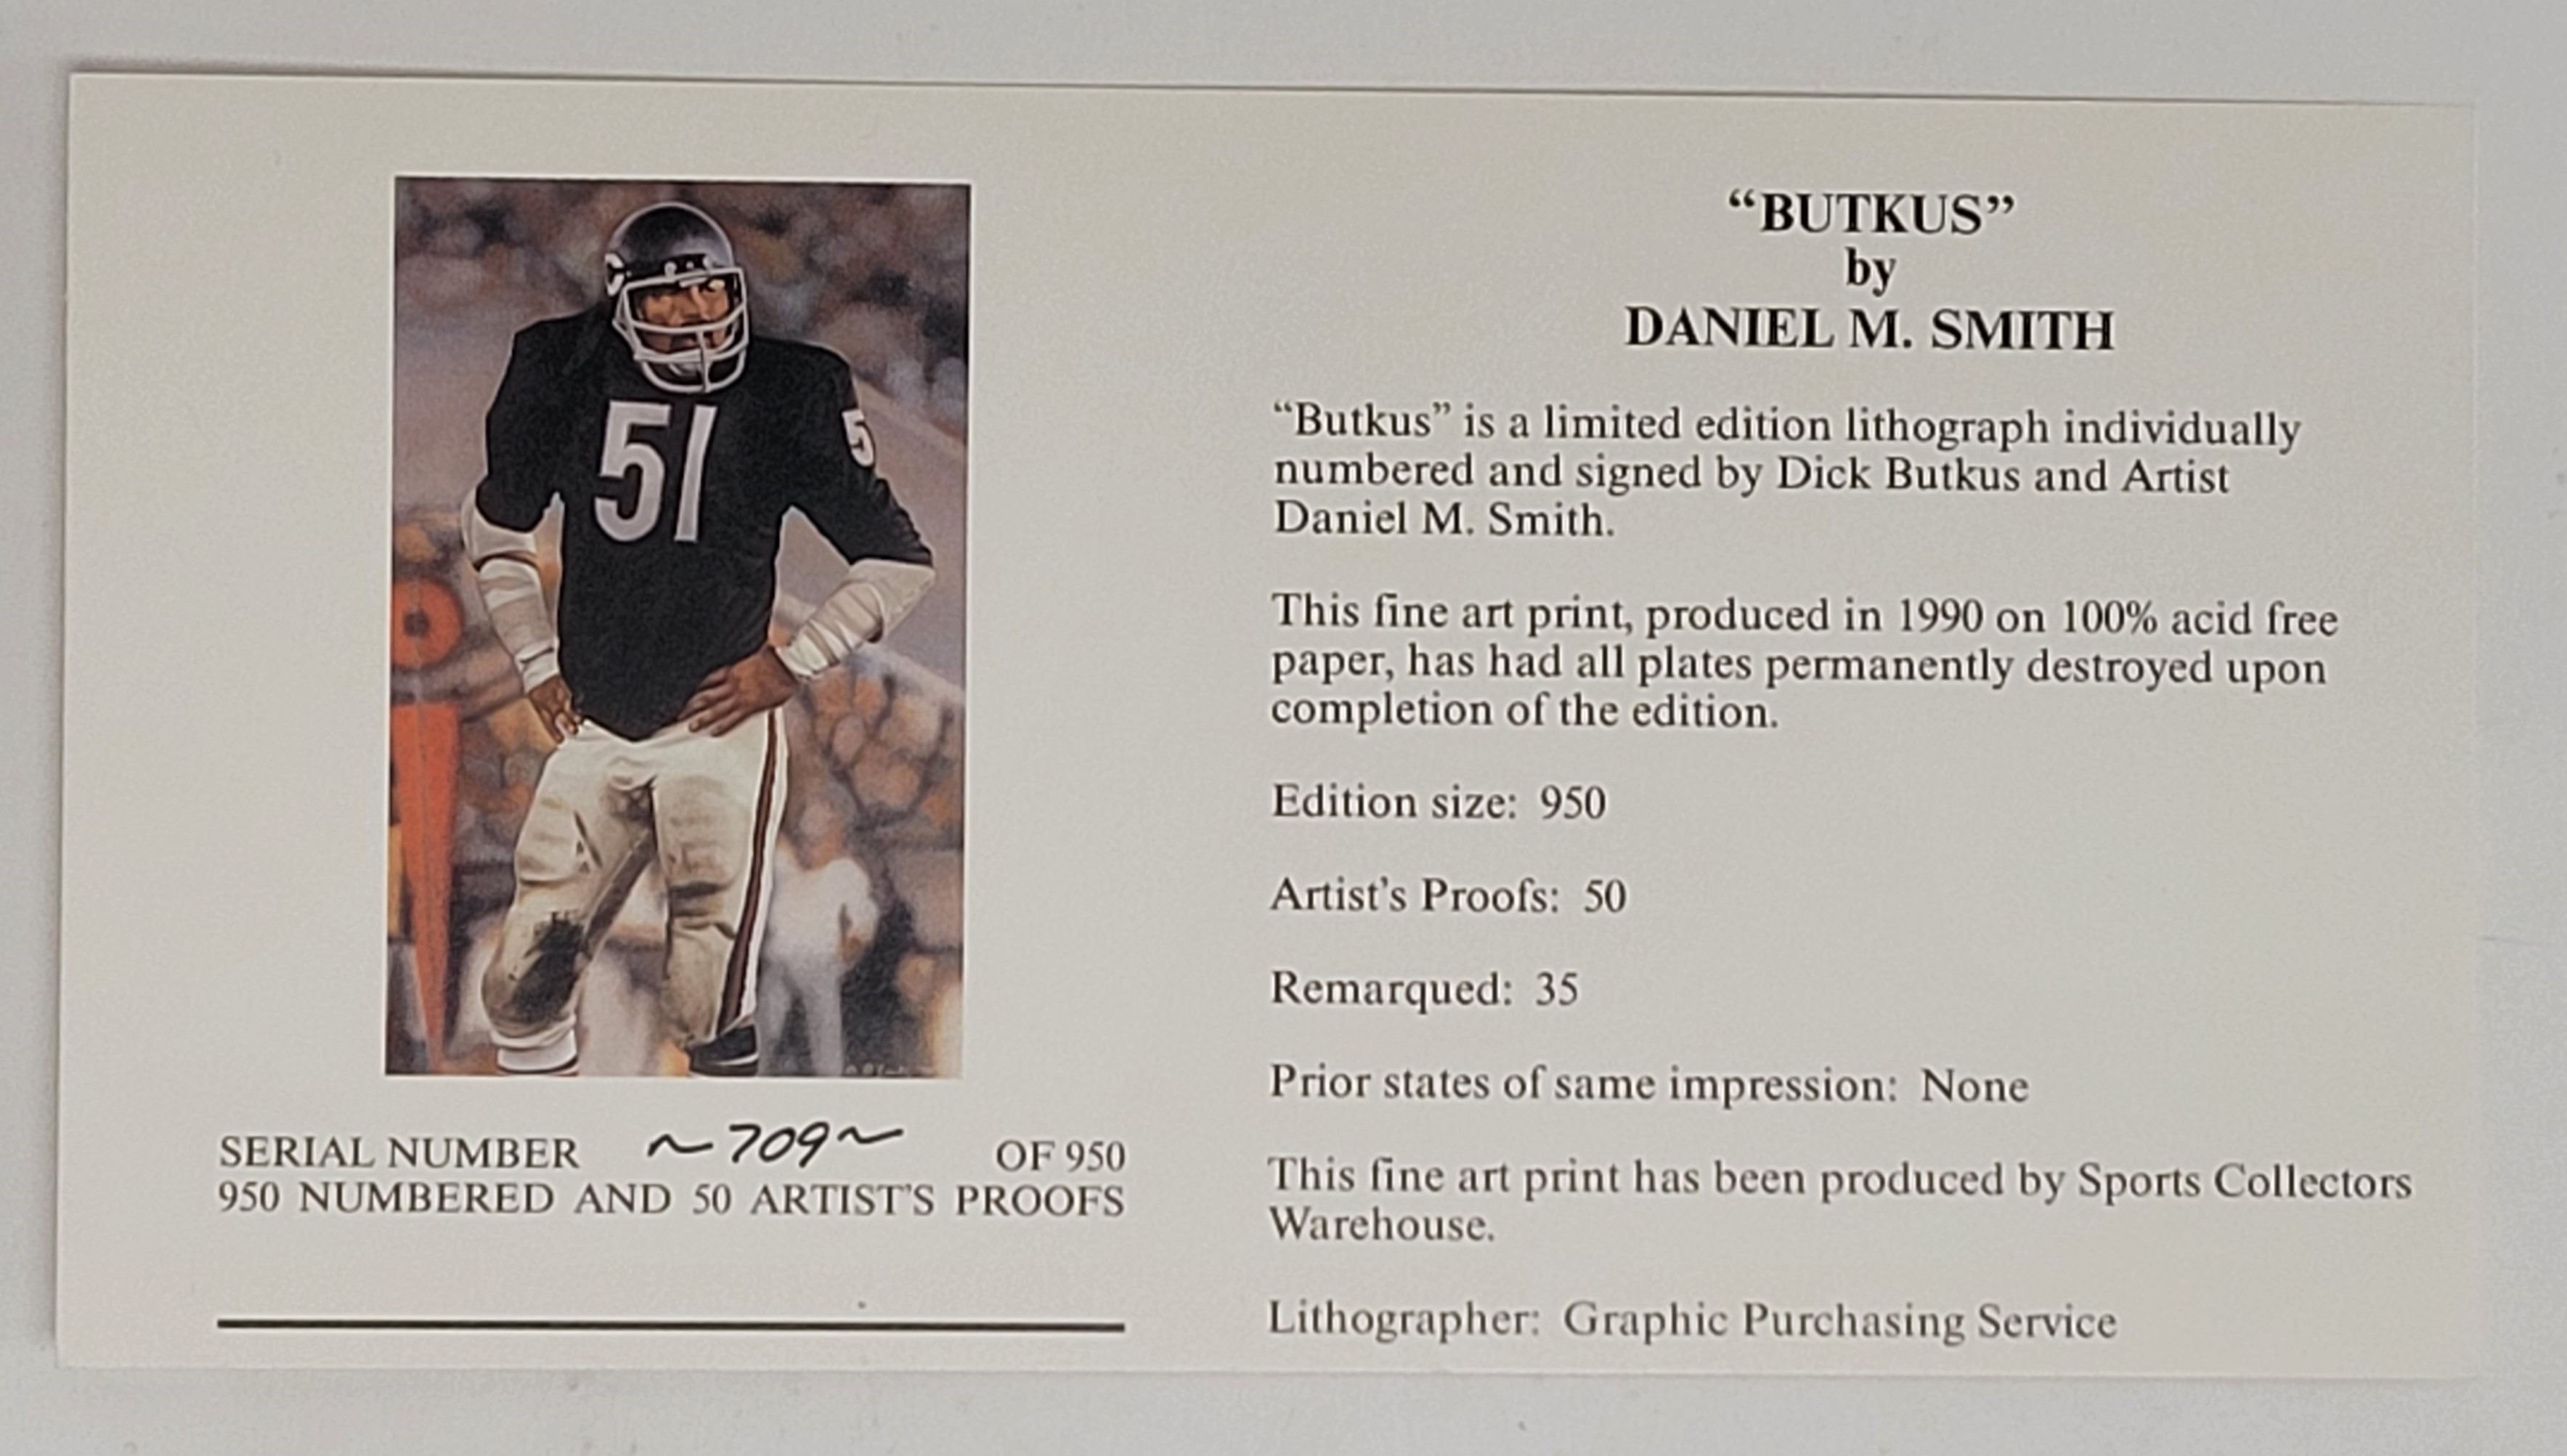 51
5
SERIAL NUMBER ~709~ OF 950
950 NUMBERED AND 50 ARTIST'S PROOFS
“BUTKUS”
by
DANIEL M. SMITH
“Butkus” is a limited edition lithograph individually
numbered and signed by Dick Butkus and Artist
Daniel M. Smith.
This fine art print, produced in 1990 on 100% acid free
paper, has had all plates permanently destroyed upon
completion of the edition.
Edition size: 950
Artist's Proofs: 50
Remarqued: 35
Prior states of same impression: None
This fine art print has been produced by Sports Collectors
Warehouse.
Lithographer: Graphic Purchasing Service